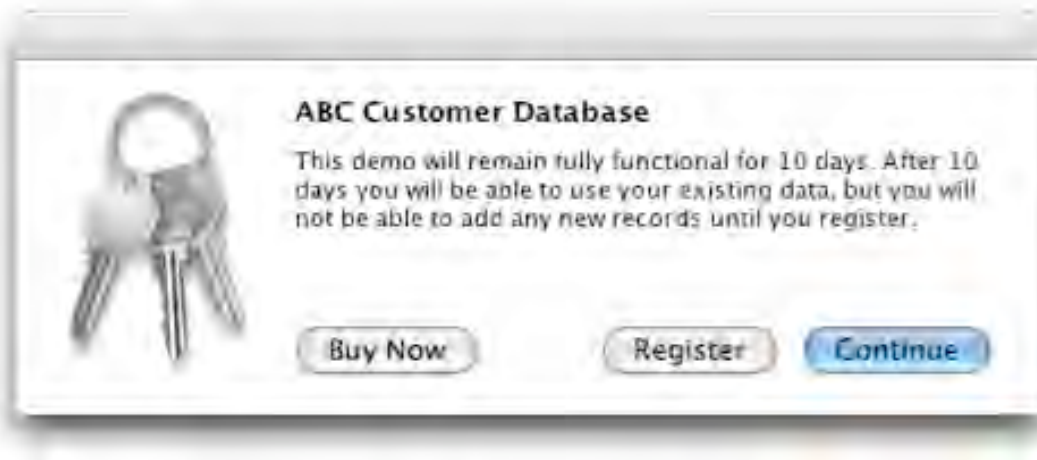 ABC Customer Database
This demo will remain fully functional for 10 days. After 10
days you will be able to use your existing data, but you will
not be able to add any new records until you register.
Buy Now
Register
Continue